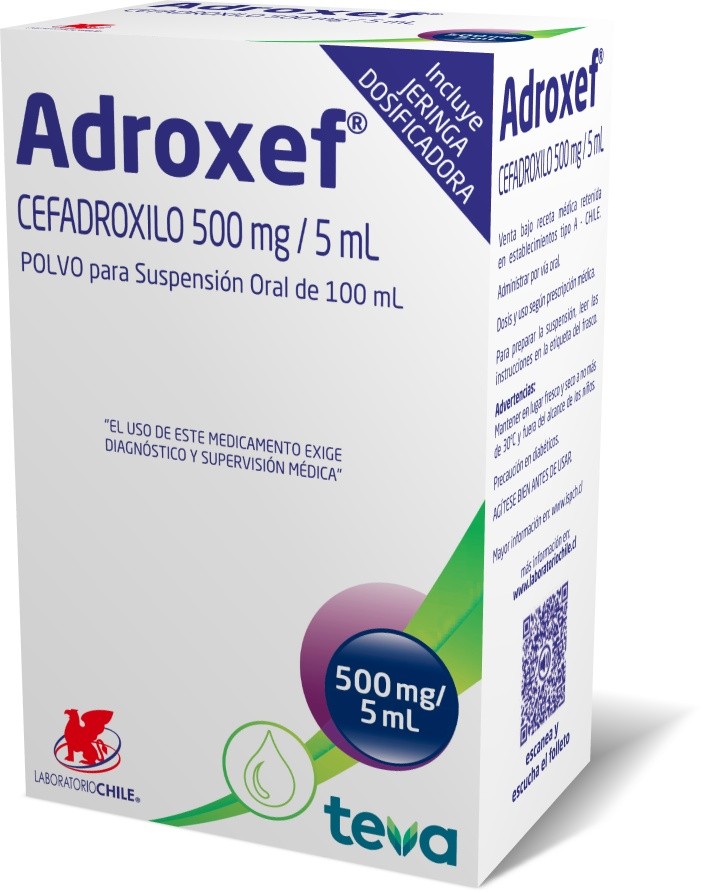 Adroxef
500 mg/
5 mL
LABORATORIOCHILE
Adroxef®
CEFADROXILO 500 mg / 5 mL
POLVO para Suspensión Oral de 100 mL
Incluye
JERINGA
DOSIFICADORA
"EL USO DE ESTE MEDICAMENTO EXIGE
DIAGNÓSTICO Y SUPERVISIÓN MÉDICA"
500 mg/
5 mL
LABORATORIOCHILE®
teva
Adroxef®
CEFADROXILO 500 mg / 5 mL
Venta bajo receta médica retenida
en establecimientos tipo A - CHILE.
Administrar por vía oral.
Dosis y uso según prescripción médica.
Para preparar la suspensión, leer las
instrucciones en la etiqueta del frasco.
Advertencias:
Mantener en lugar fresco y seco a no más
de 30°C y fuera del alcance de los niños.
Precaución en diabéticos.
AGÍTESE BIEN ANTES DE USAR.
Mayor información en: www.ispch.cl
más información en:
www.laboratoriochile.cl
escanea y
escucha el folleto